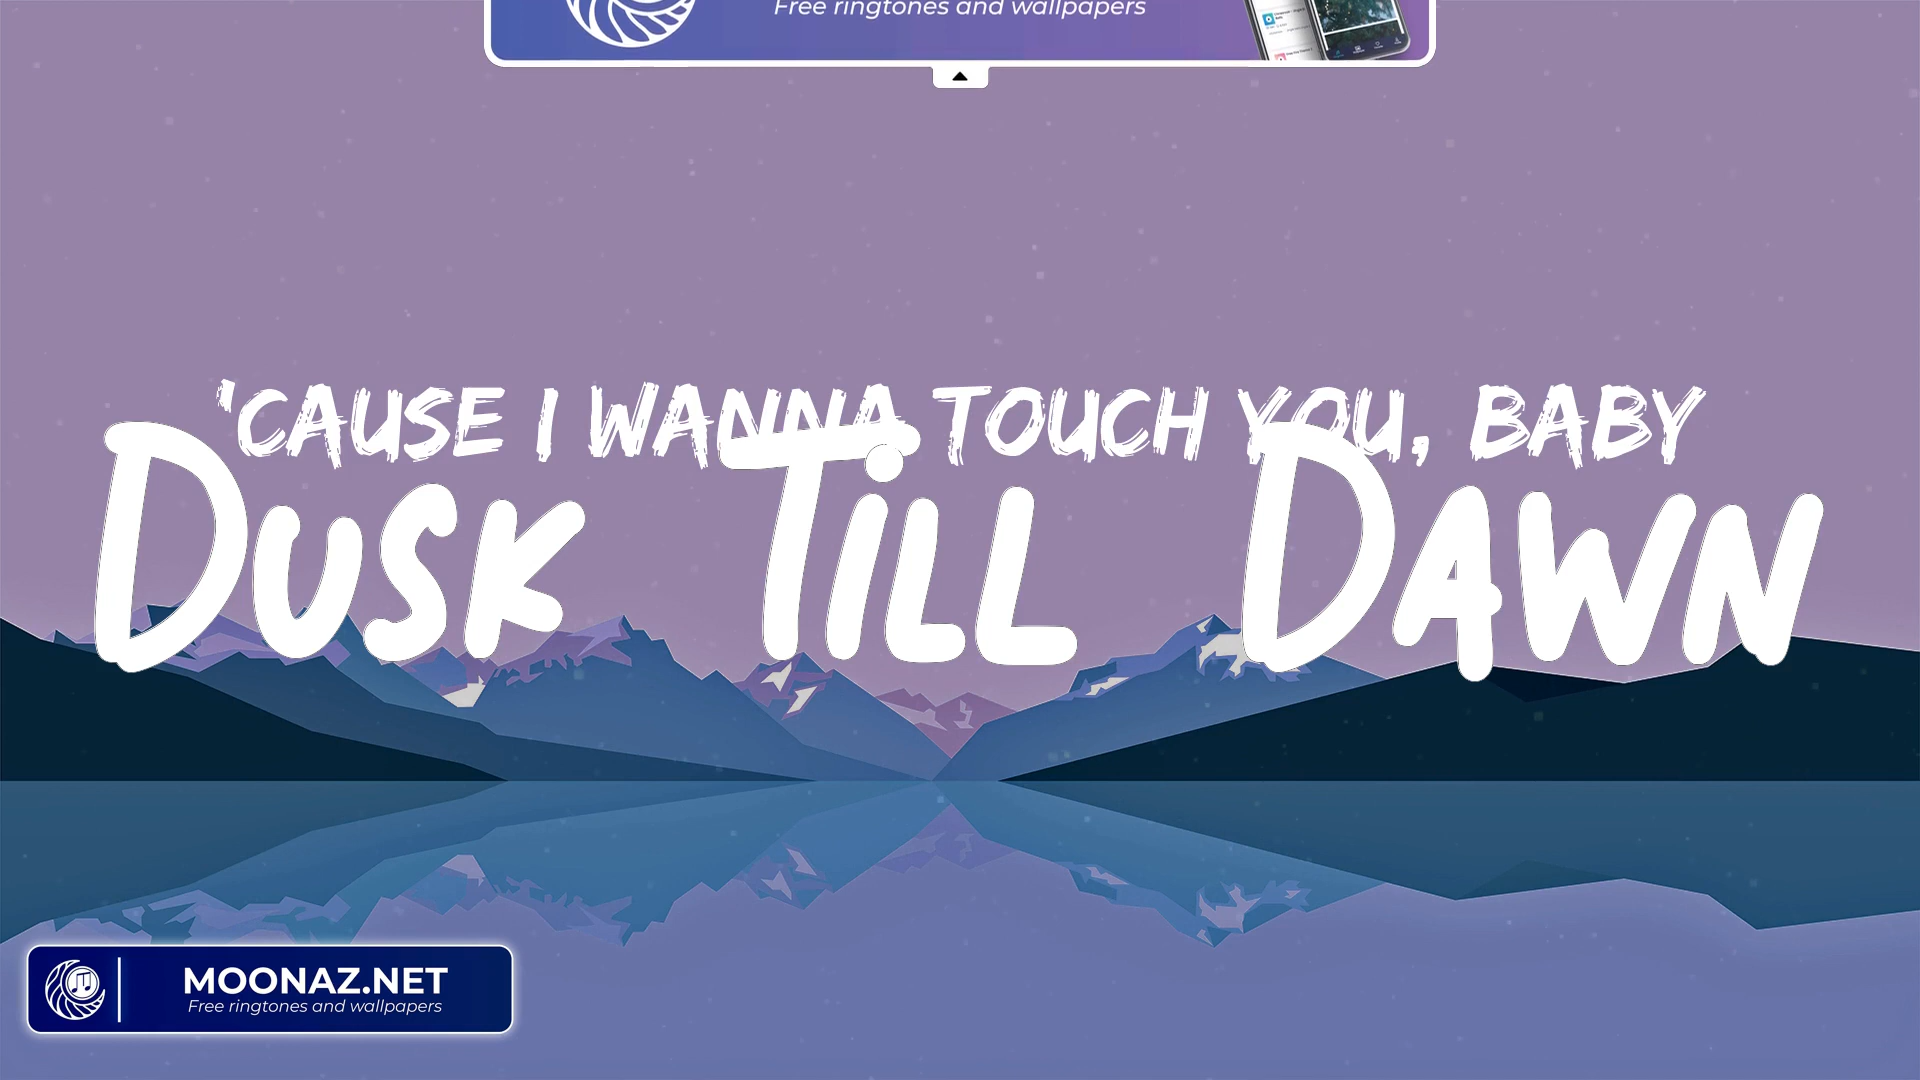 Free ringtones and wallpapers
'CAUSE I WANNA TOUCH YOU, BABY
DUSK TiLL DAWN
MOONAZ.NET
Free ringtones and wallpapers